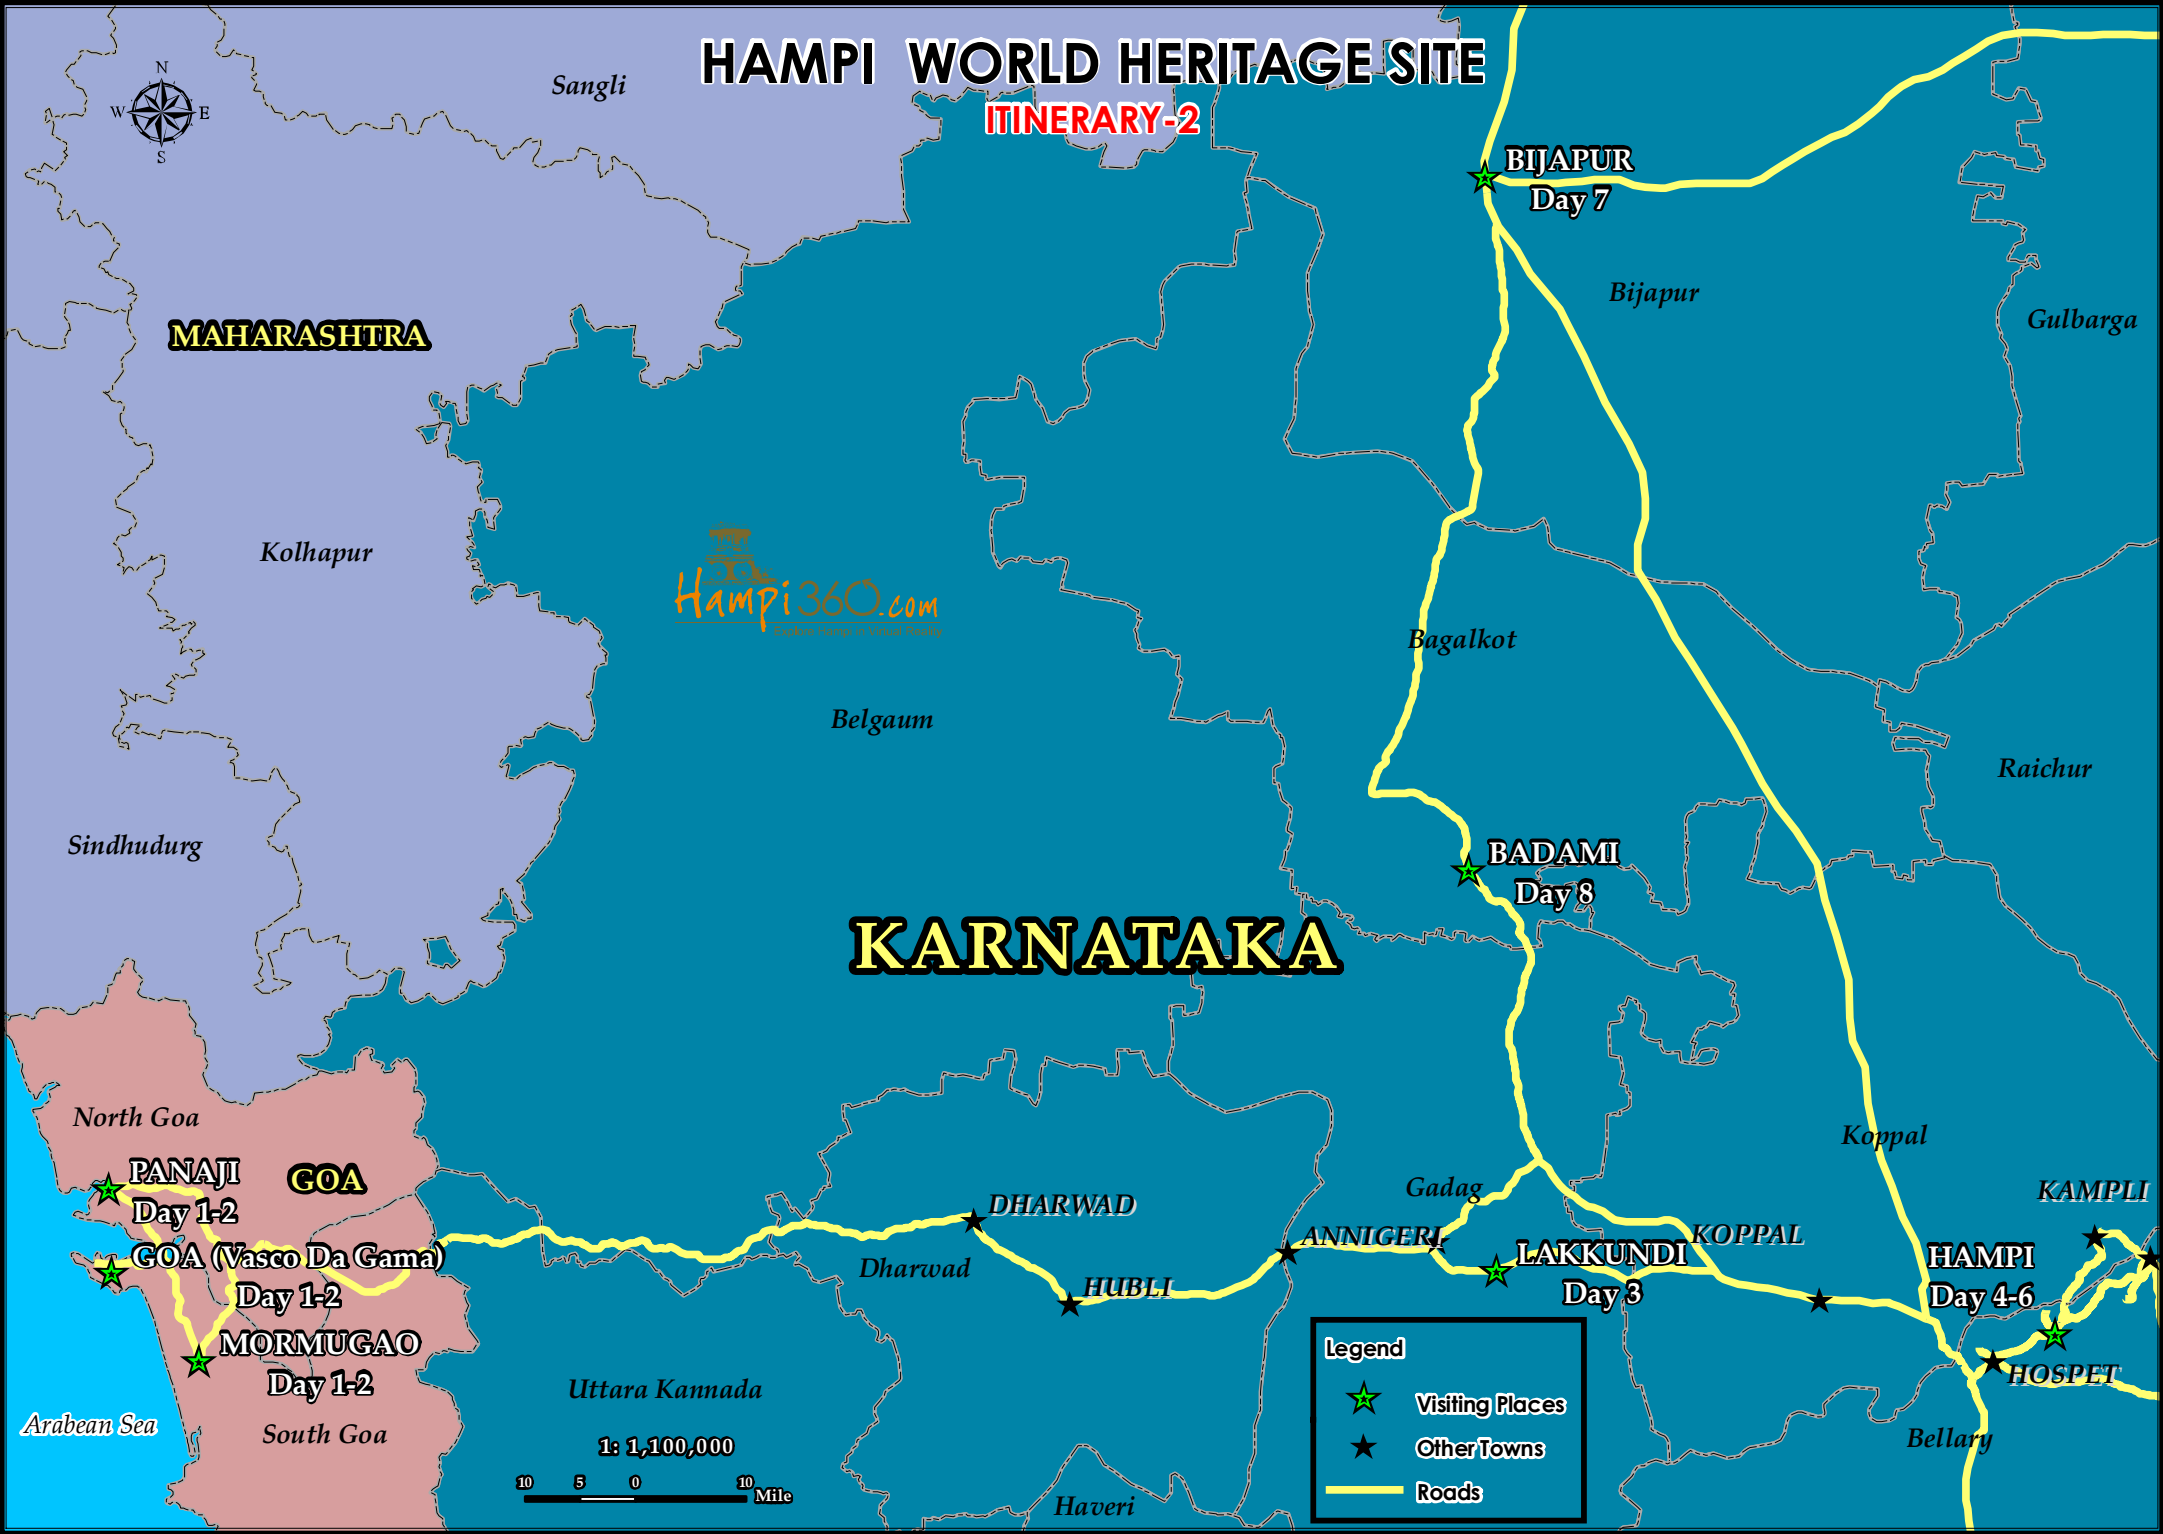 HAMPI WORLD HERITAGE SITE
ITINERARY-2
N
W
E
S
Sangli
BIJAPUR
Day 7
Bijapur
Gulbarga
MAHARASHTRA
Kolhapur
Hampi360.com
Bagalkot
Belgaum
Raichur
Sindhudurg
BADAMI
Day 8
KARNATAKA
North Goa
Koppal
PANAJI
Day 1-2
GOA
Gadag
KAMPLI
DHARWAD
ANNIGERI
KOPPAL
GOA (Vasco Da Gama)
Day 1-2
Dharwad
HUBLI
LAKKUNDI
Day 3
HAMPI
Day 4-6
MORMUGAO
Day 1-2
HOSPET
Arabean Sea
South Goa
Uttara Kannada
Bellary
1: 1,100,000
10 5 0 10
Mile
Haveri
Legend
Visiting Places
Other Towns
Roads